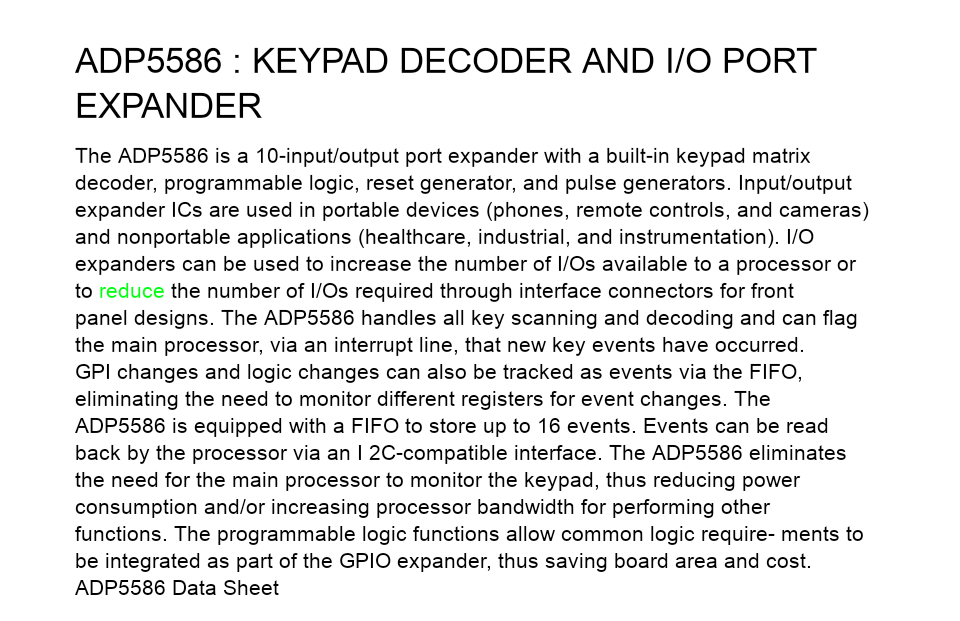 ADP5586 : KEYPAD DECODER AND I/O PORT
EXPANDER
The ADP5586 is a 10-input/output port expander with a built-in keypad matrix
decoder, programmable logic, reset generator, and pulse generators. Input/output
expander ICs are used in portable devices (phones, remote controls, and cameras)
and nonportable applications (healthcare, industrial, and instrumentation). I/O
expanders can be used to increase the number of I/Os available to a processor or
to reduce the number of I/Os required through interface connectors for front
panel designs. The ADP5586 handles all key scanning and decoding and can flag
the main processor, via an interrupt line, that new key events have occurred.
GPI changes and logic changes can also be tracked as events via the FIFO,
eliminating the need to monitor different registers for event changes. The
ADP5586 is equipped with a FIFO to store up to 16 events. Events can be read
back by the processor via an I 2C-compatible interface. The ADP5586 eliminates
the need for the main processor to monitor the keypad, thus reducing power
consumption and/or increasing processor bandwidth for performing other
functions. The programmable logic functions allow common logic require- ments to
be integrated as part of the GPIO expander, thus saving board area and cost.
ADP5586 Data Sheet